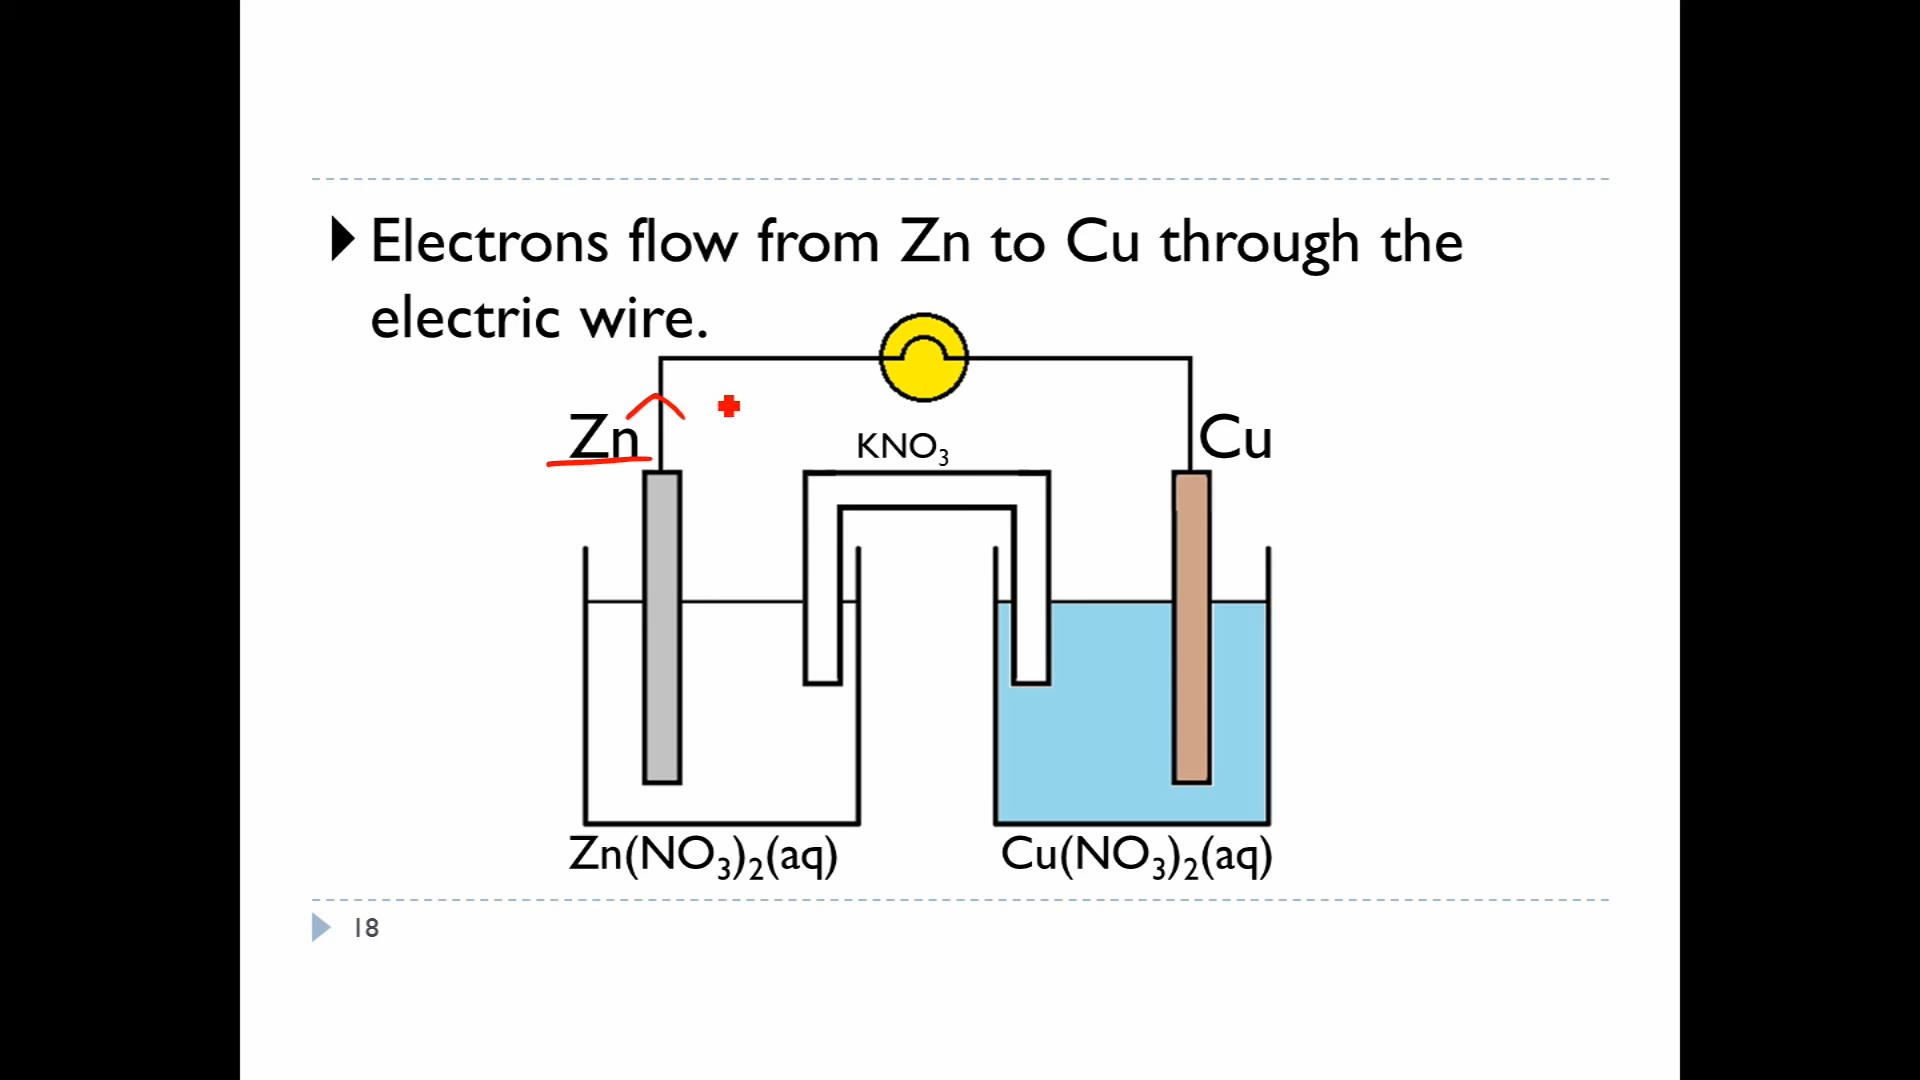 Electrons flow from Zn to Cu through the
electric wire.
Zn
KNO₃
Cu
Zn(NO₃)₂(aq)
Cu(NO₃)₂(aq)
18